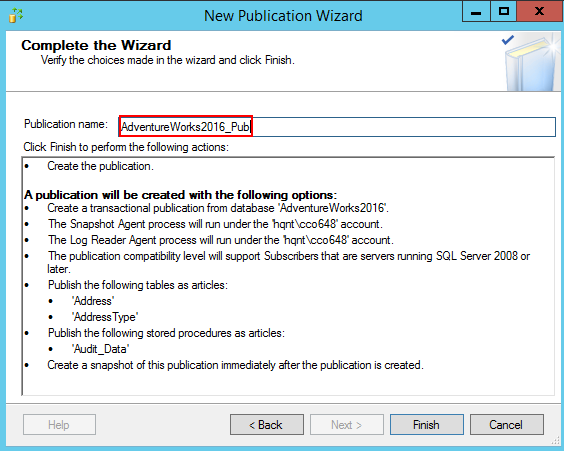 New Publication Wizard
Complete the Wizard
Verify the choices made in the wizard and click Finish.
Publication name: AdventureWorks2016_Publ
Click Finish to perform the following actions:
• Create the publication.
A publication will be created with the following options:
• Create a transactional publication from database 'AdventureWorks2016'.
• The Snapshot Agent process will run under the 'hqnt\cco648' account.
• The Log Reader Agent process will run under the 'hqnt\cco648' account.
• The publication compatibility level will support Subscribers that are servers running SQL Server 2008 or
later.
• Publish the following tables as articles:
• 'Address'
• 'AddressType'
• Publish the following stored procedures as articles:
• 'Audit_Data'
• Create a snapshot of this publication immediately after the publication is created.
Help < Back Next > Finish Cancel